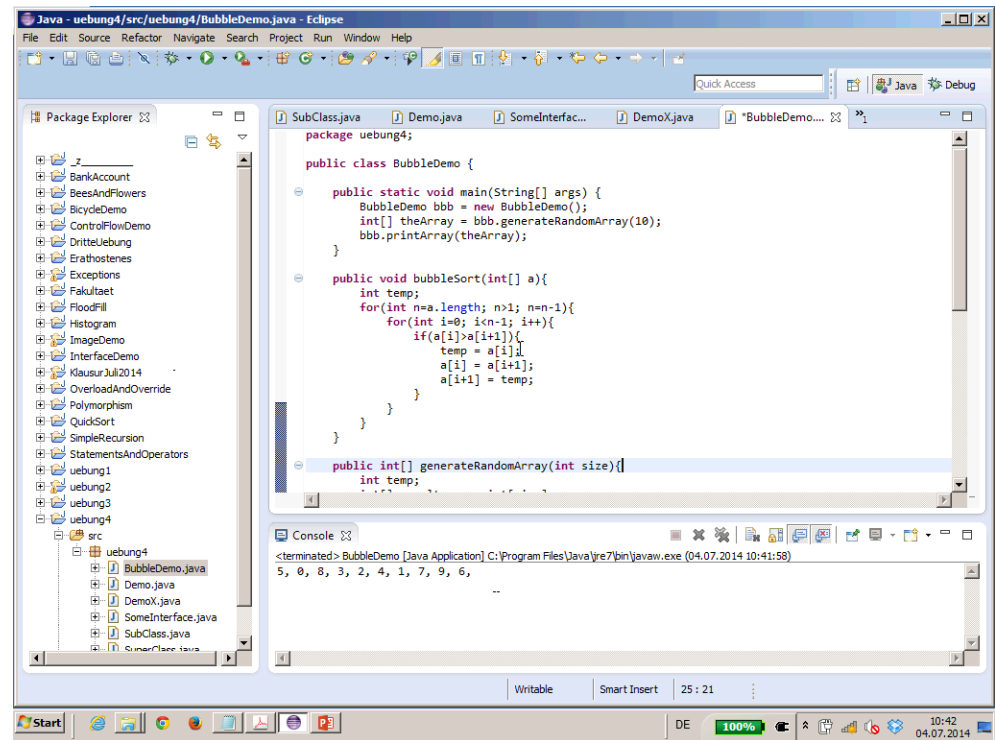 Java - uebung4/src/uebung4/BubbleDemo.java - Eclipse
File Edit Source Refactor Navigate Search Project Run Window Help
Quick Access
Java
Debug
Package Explorer
_z_________
BankAccount
BeesAndFlowers
BicycleDemo
ControlFlowDemo
DritteUebung
Erathostenes
Exceptions
Fakultaet
FloodFill
Histogram
ImageDemo
InterfaceDemo
KlausurJuli2014
OverloadAndOverride
Polymorphism
QuickSort
SimpleRecursion
StatementsAndOperators
uebung1
uebung2
uebung3
uebung4
src
uebung4
BubbleDemo.java
Demo.java
DemoX.java
SomeInterface.java
SubClass.java
SuperClass.java
SubClass.java Demo.java SomeInterfac... DemoX.java *BubbleDemo.... »1
package uebung4;
public class BubbleDemo {
public static void main(String[] args) {
BubbleDemo bbb = new BubbleDemo();
int[] theArray = bbb.generateRandomArray(10);
bbb.printArray(theArray);
}
public void bubbleSort(int[] a){
int temp;
for(int n=a.length; n>1; n=n-1){
for(int i=0; i<n-1; i++){
if(a[i]>a[i+1]){
temp = a[i];
a[i] = a[i+1];
a[i+1] = temp;
}
}
}
}
public int[] generateRandomArray(int size){
int temp;
Console
<terminated> BubbleDemo [Java Application] C:\Program Files\Java\jre7\bin\javaw.exe (04.07.2014 10:41:58)
5, 0, 8, 3, 2, 4, 1, 7, 9, 6,
Writable Smart Insert 25 : 21
Start
DE 100% 10:42
04.07.2014